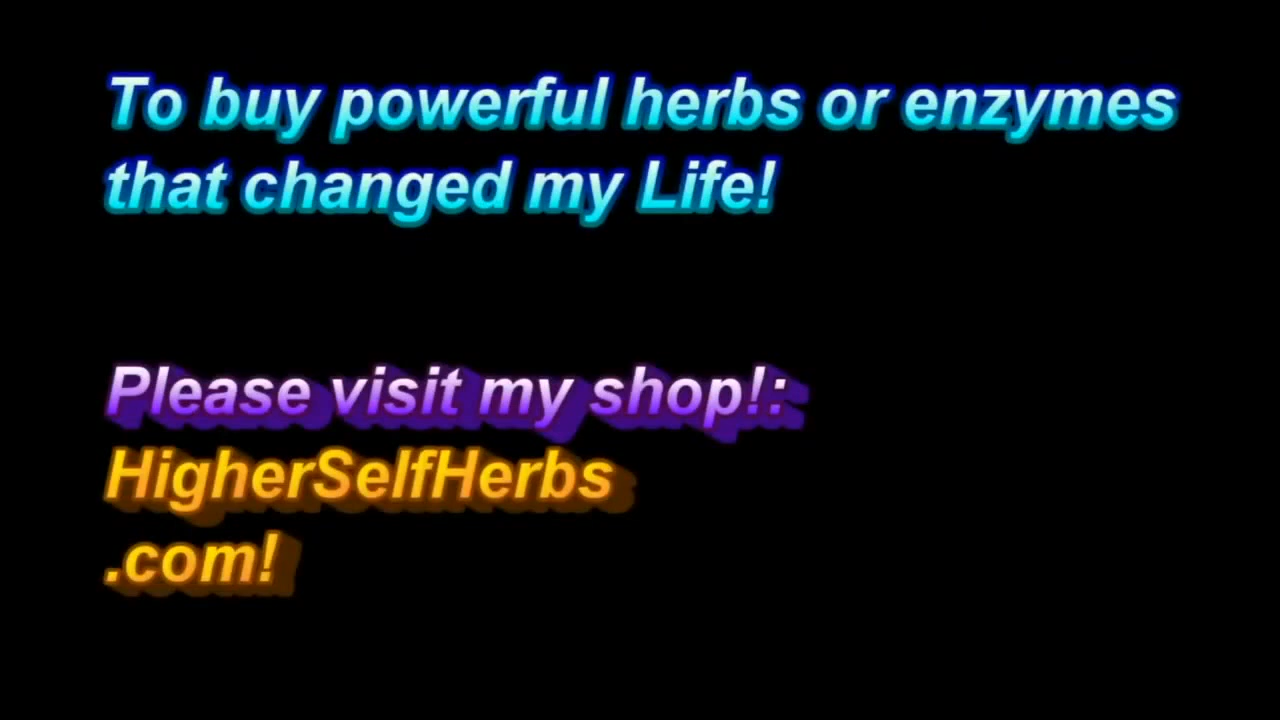 To buy powerful herbs or enzymes
that changed my Life!
Please visit my shop!:
HigherSelfHerbs
.com!